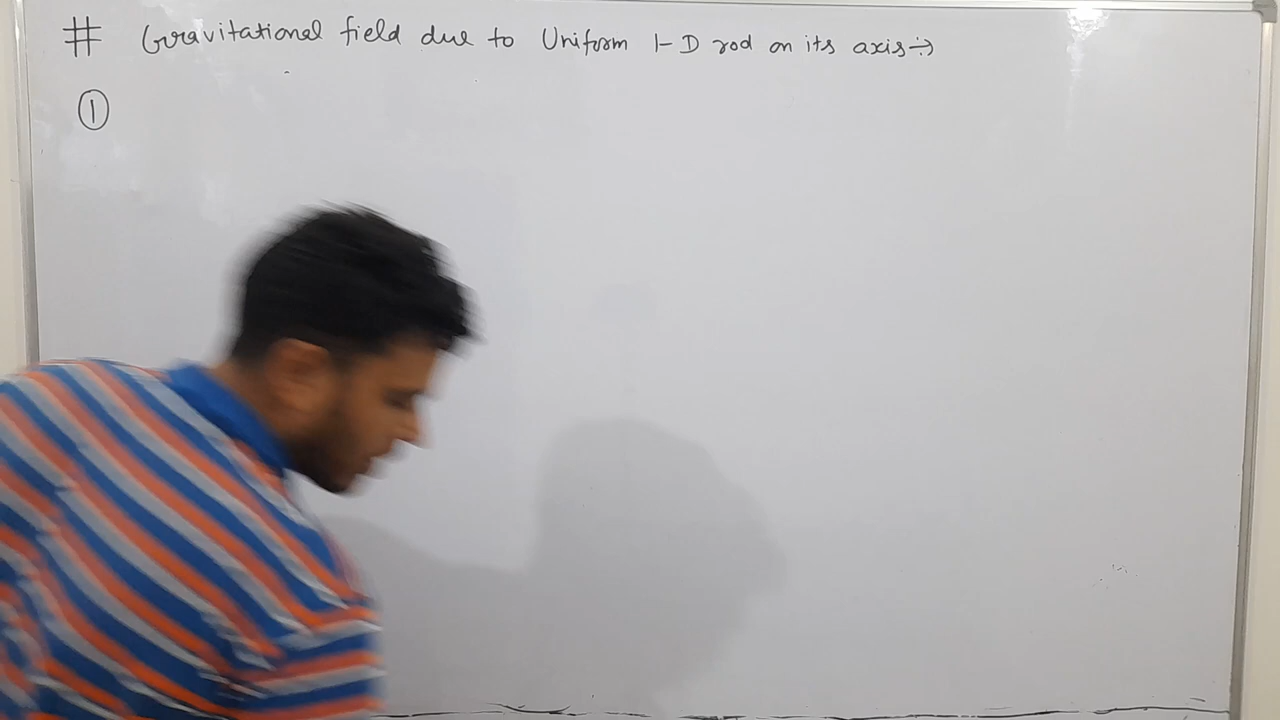 # Gravitational field due to Uniform 1-D rod on its axis ÷)
①